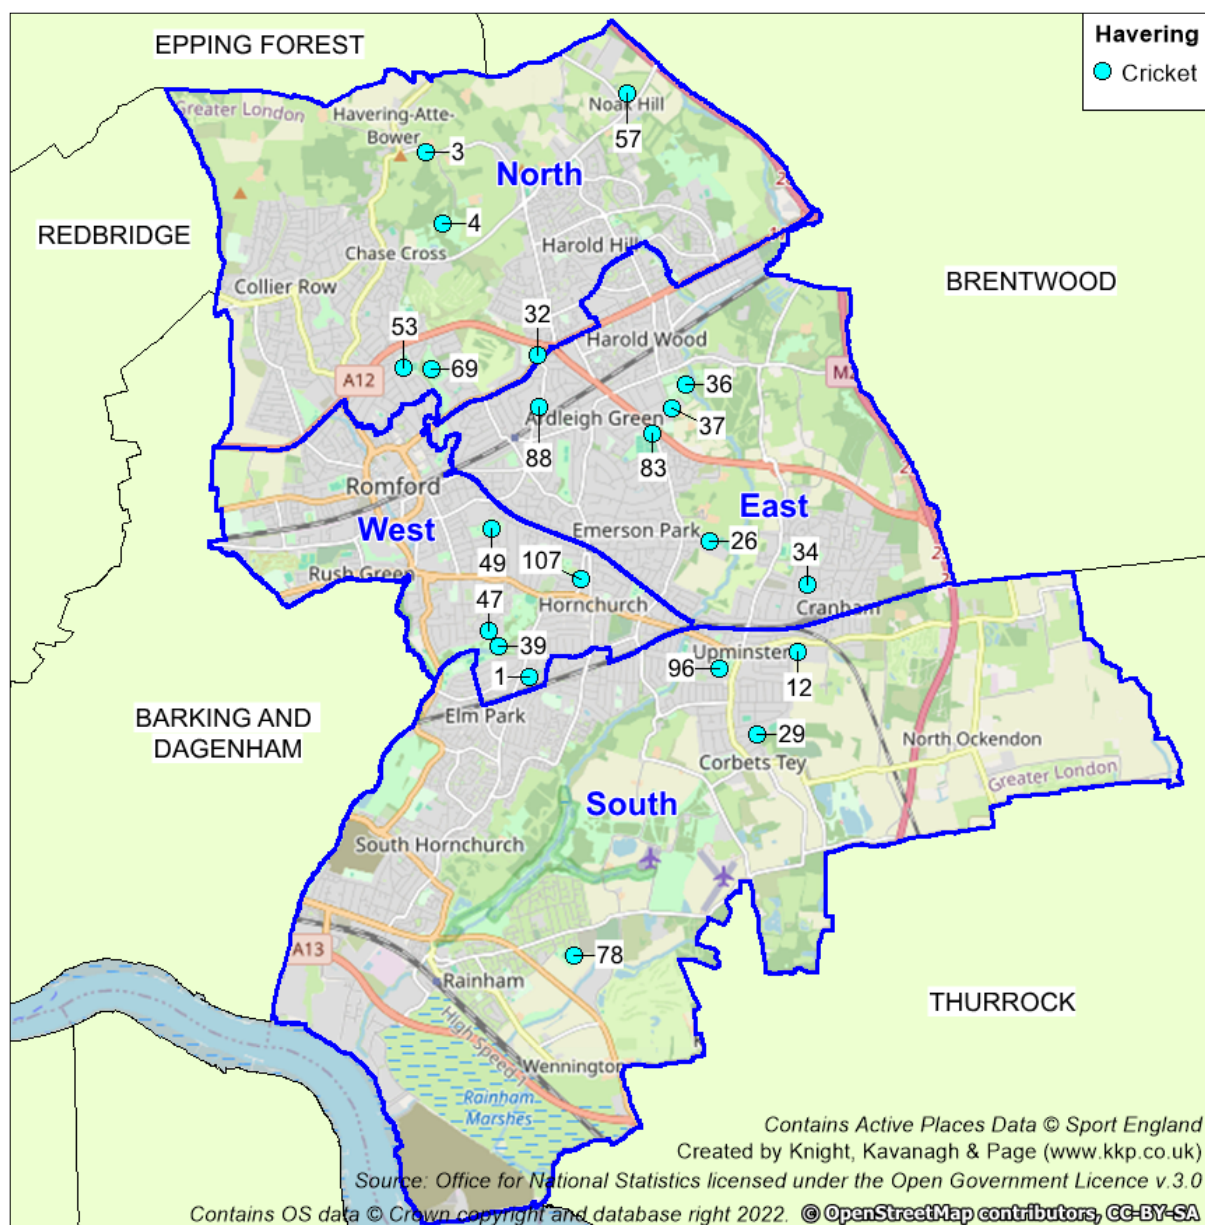 EPPING FOREST
Havering
Cricket
Greater London
Havering-Atte-
Bower
Noak Hill
57
3
North
REDBRIDGE
4
Harold Hill
Chase Cross
Collier Row
BRENTWOOD
53
32
Harold Wood
69
A12
36
Ardleigh Green
37
88
83
Romford
East
West
Emerson Park
26
34
49
107
Rush Green
Hornchurch
Cranham
47
39
Upminster
96
12
1
Elm Park
BARKING AND
DAGENHAM
29
North Ockendon
Corbets Tey
Greater London
South
South Hornchurch
A13
78
Rainham
THURROCK
High Speed 1
Wennington
Rainham
Marshes
Contains Active Places Data © Sport England
Created by Knight, Kavanagh & Page (www.kkp.co.uk)
Source: Office for National Statistics licensed under the Open Government Licence v.3.0
Contains OS data © Crown copyright and database right 2022. © OpenStreetMap contributors, CC-BY-SA